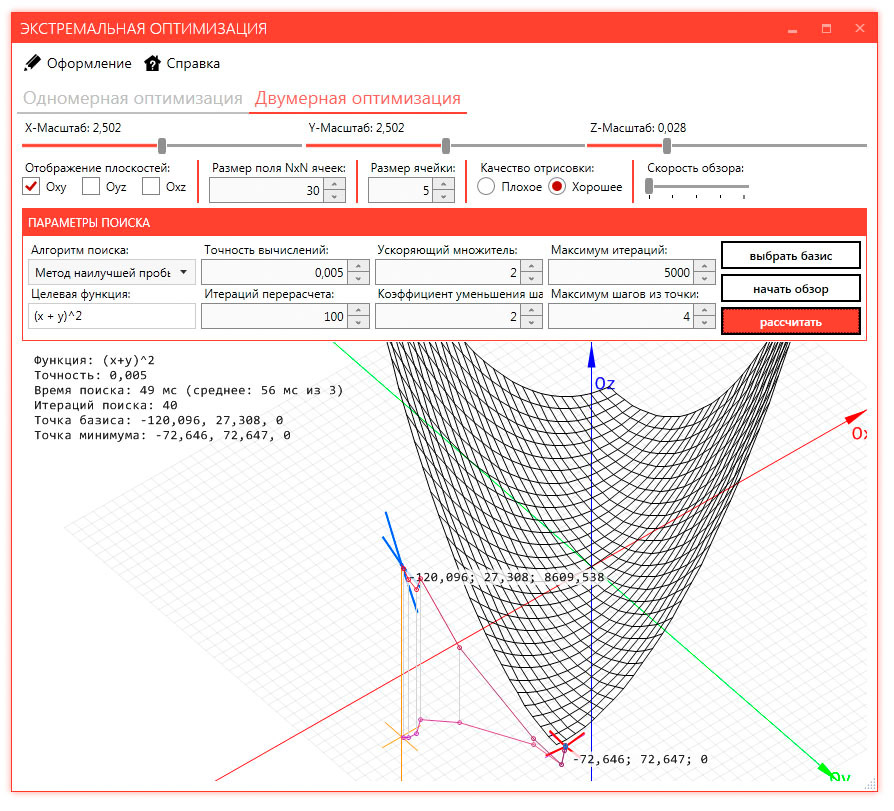 ЭКСТРЕМАЛЬНАЯ ОПТИМИЗАЦИЯ
Оформление Справка
Одномерная оптимизация Двумерная оптимизация
X-Масштаб: 2,502 Y-Масштаб: 2,502 Z-Масштаб: 0,028
Отображение плоскостей: Размер поля NxN ячеек: Размер ячейки: Качество отрисовки: Скорость обзора:
Oxy Oyz Oxz 30 5 Плохое Хорошее
ПАРАМЕТРЫ ПОИСКА
Алгоритм поиска: Точность вычислений: Ускоряющий множитель: Максимум итераций:
Метод наилучшей пробы 0,005 2 5000 выбрать базис
Целевая функция: Итераций перерасчета: Коэффициент уменьшения ша Максимум шагов из точки: начать обзор
(x + y)^2 100 2 4 рассчитать
Функция: (x+y)^2
Точность: 0,005
Время поиска: 49 мс (среднее: 56 мс из 3)
Итераций поиска: 40
Точка базиса: -120,096, 27,308, 0
Точка минимума: -72,646, 72,647, 0
0z
0x
-120,096; 27,308; 8609,538
-72,646; 72,647; 0
0y